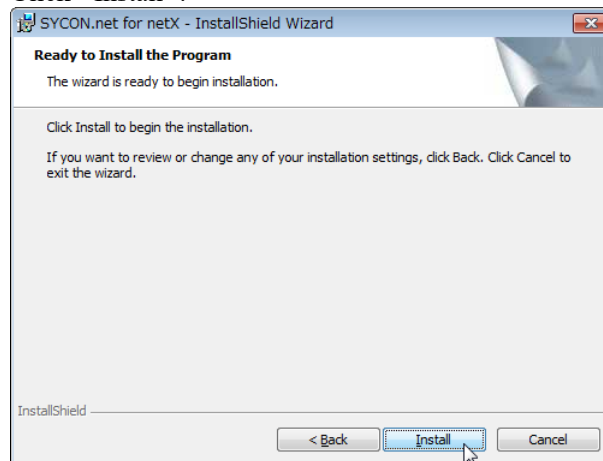 SYCON.net for netX - InstallShield Wizard
Ready to Install the Program
The wizard is ready to begin installation.
Click Install to begin the installation.
If you want to review or change any of your installation settings, click Back. Click Cancel to
exit the wizard.
InstallShield
< Back Install Cancel